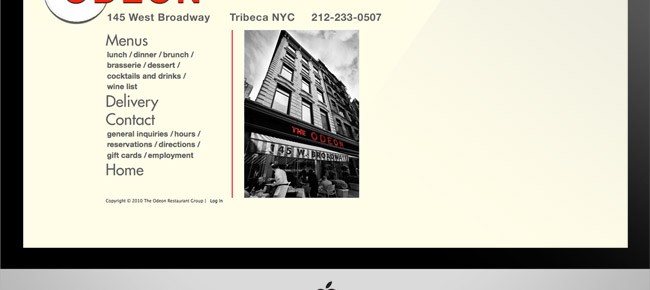 ODEON
145 West Broadway Tribeca NYC 212-233-0507
Menus
lunch / dinner / brunch /
brasserie / dessert /
cocktails and drinks /
wine list
Delivery
Contact
general inquiries / hours /
reservations / directions /
gift cards / employment
Home
THE ODEON
145 W. BROADWAY
Copyright © 2010 The Odeon Restaurant Group | Log in